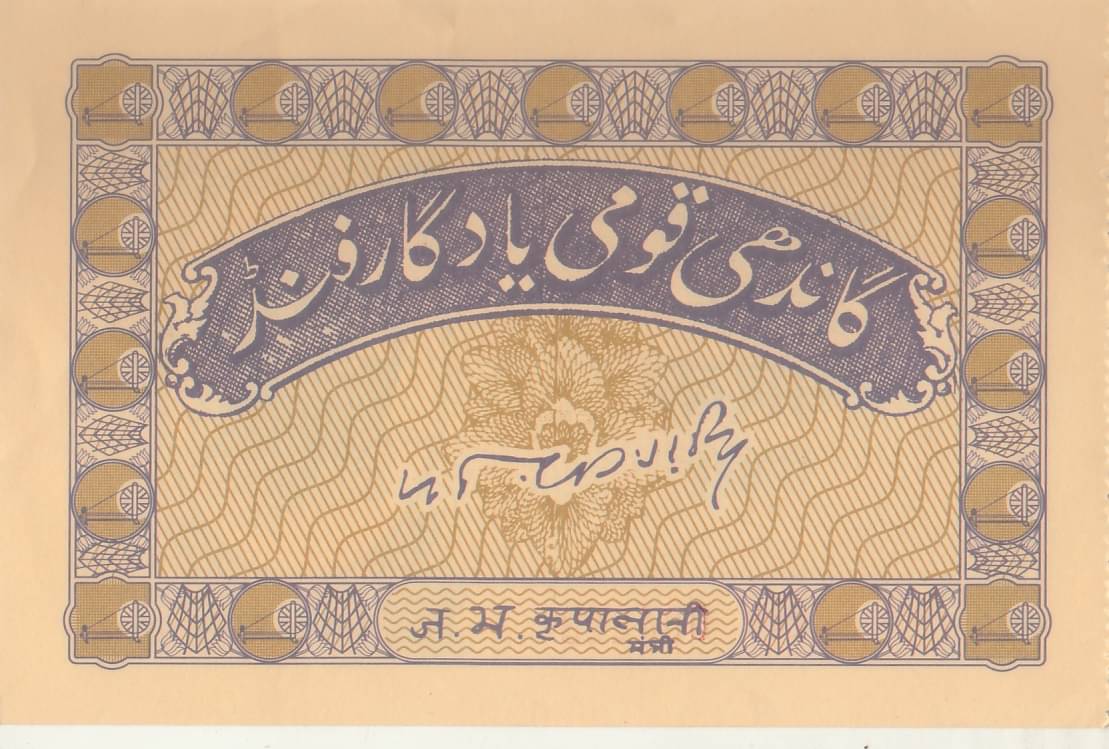 گاندھی قومی یادگار فنڈ
ज. भ. कृपालानी
मंत्री